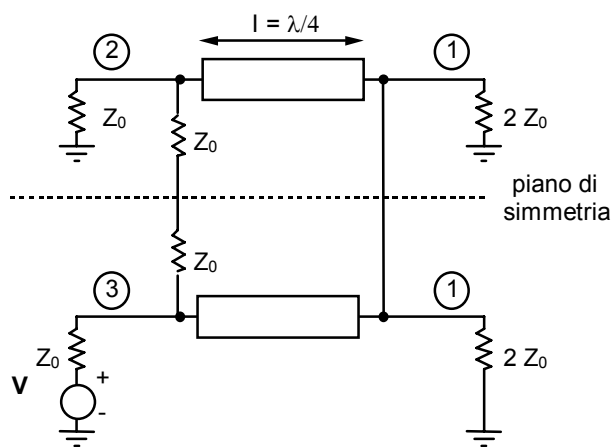 l = λ/4
2
1
Z0
Z0
2 Z0
piano di
simmetria
Z0
3
1
Z0
2 Z0
V
+
-